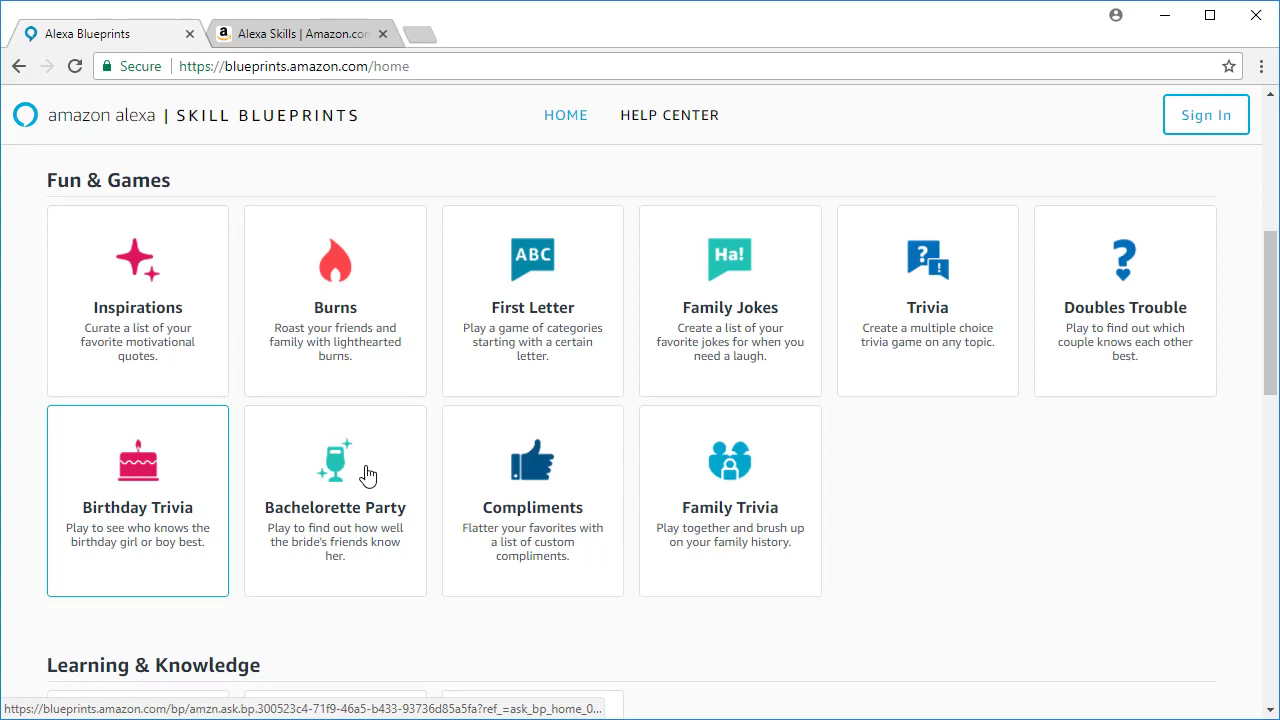 Alexa Blueprints
Alexa Skills | Amazon.com
Secure
https://blueprints.amazon.com/home
amazon alexa | SKILL BLUEPRINTS
HOME
HELP CENTER
Sign In
Fun & Games
Inspirations
Curate a list of your
favorite motivational
quotes.
Burns
Roast your friends and
family with lighthearted
burns.
ABC
First Letter
Play a game of categories
starting with a certain
letter.
Ha!
Family Jokes
Create a list of your
favorite jokes for when you
need a laugh.
? !
Trivia
Create a multiple choice
trivia game on any topic.
?
Doubles Trouble
Play to find out which
couple knows each other
best.
Birthday Trivia
Play to see who knows the
birthday girl or boy best.
Bachelorette Party
Play to find out how well
the bride's friends know
her.
Compliments
Flatter your favorites with
a list of custom
compliments.
Family Trivia
Play together and brush up
on your family history.
Learning & Knowledge
https://blueprints.amazon.com/bp/amzn.ask.bp.300523c4-71f9-46a5-b433-93736d85a5fa?ref_=ask_bp_home_0...